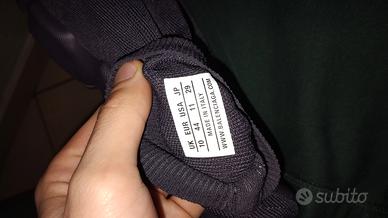 UK EUR USA JP
10 44 11 29
MADE IN ITALY
WWW.BALENCIAGA.COM
subito